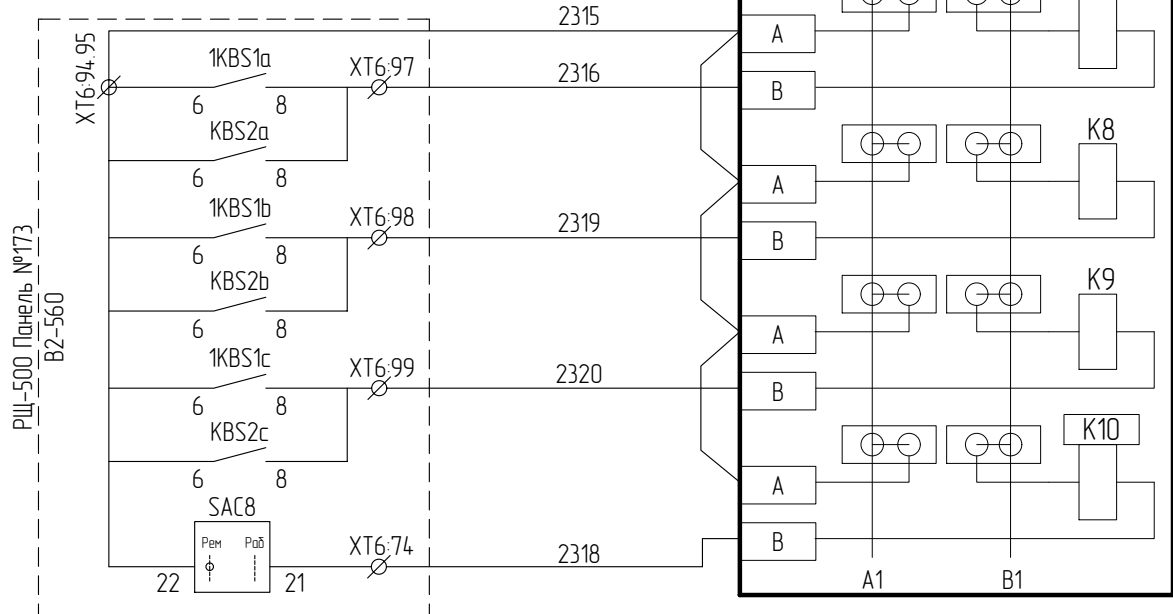 2315
A
XT6:94.95
1KBS1a
XT6:97
2316
6
8
B
KBS2a
K8
6
8
A
1KBS1b
XT6:98
2319
6
8
B
РЩ-500 Панель №173
В2-560
KBS2b
K9
6
8
A
1KBS1c
XT6:99
2320
6
8
B
KBS2c
K10
6
8
A
SAC8
Рем
Раб
XT6:74
2318
B
22
21
A1
B1